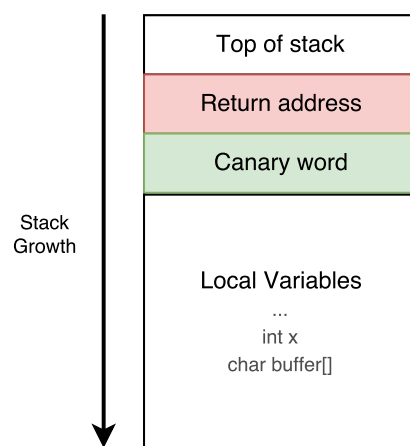 Top of stack
Return address
Canary word
Stack
Growth
Local Variables
...
int x
char buffer[]